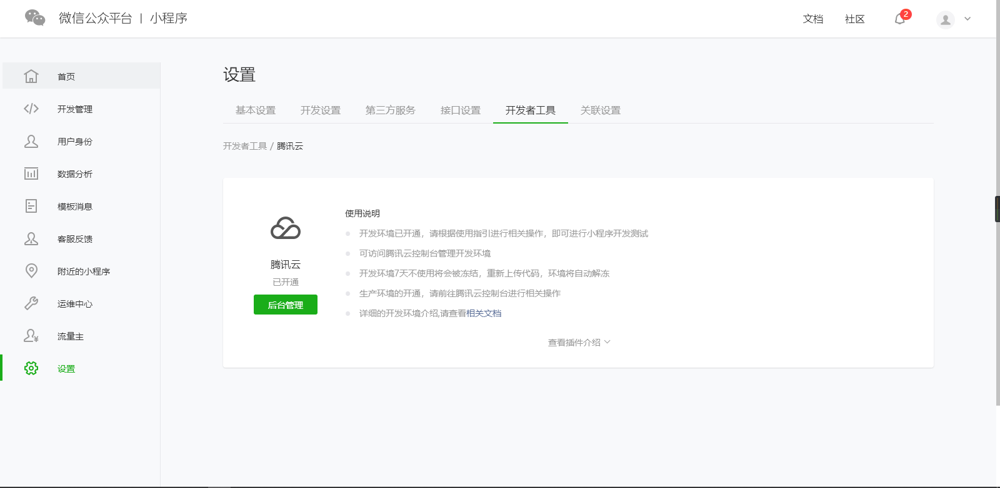 微信公众平台 | 小程序
文档
社区
2
首页
开发管理
用户身份
数据分析
模板消息
客服反馈
附近的小程序
运维中心
流量主
设置
设置
基本设置
开发设置
第三方服务
接口设置
开发者工具
关联设置
开发者工具 / 腾讯云
腾讯云
已开通
后台管理
使用说明
开发环境已开通，请根据使用指引进行相关操作，即可进行小程序开发测试
可访问腾讯云控制台管理开发环境
开发环境7天不使用将会被冻结，重新上传代码，环境将自动解冻
生产环境的开通，请前往腾讯云控制台进行相关操作
详细的开发环境介绍,请查看相关文档
查看插件介绍